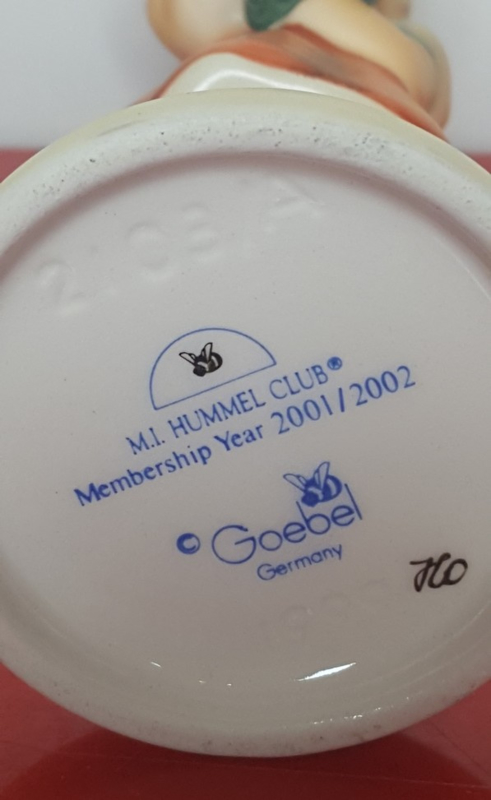 M.I. HUMMEL CLUB®
Membership Year 2001/2002
© Goebel
Germany